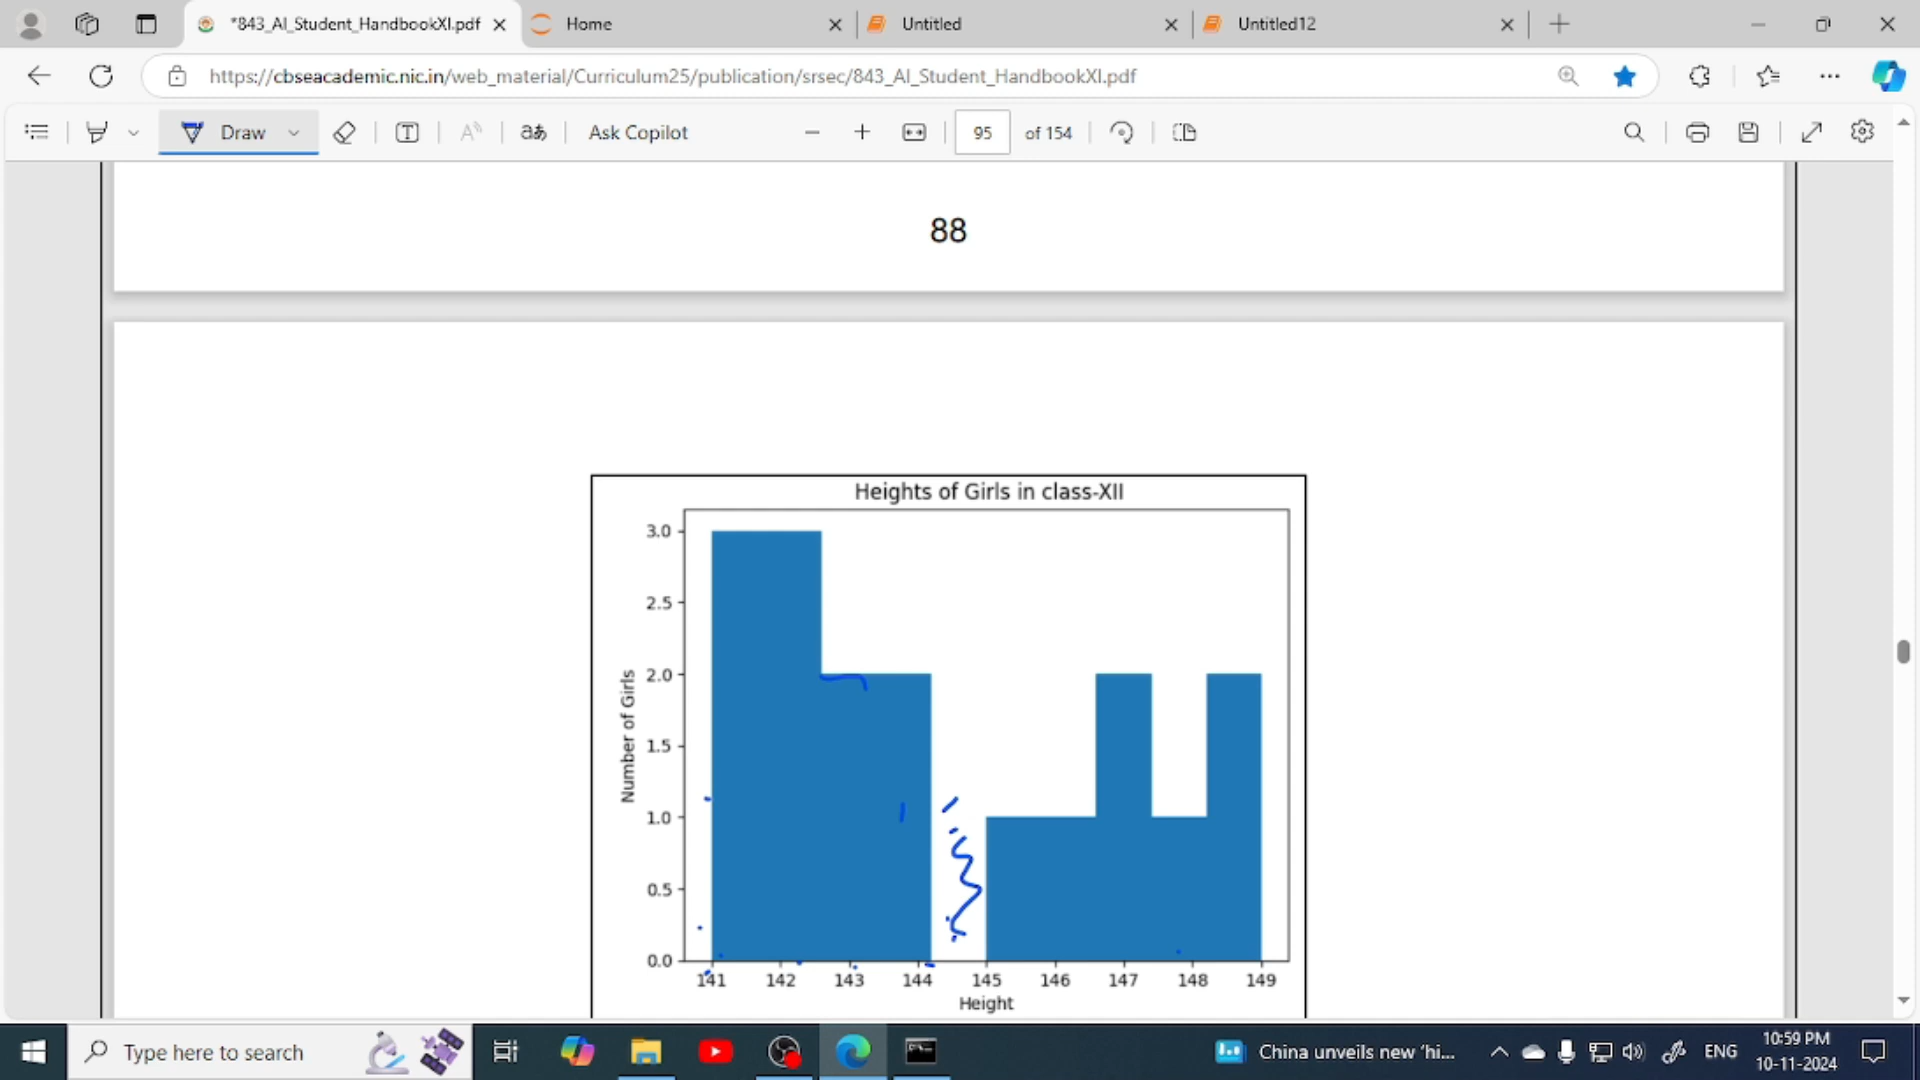 *843_AI_Student_HandbookXI.pdf
Home
Untitled
Untitled12
https://cbseacademic.nic.in/web_material/Curriculum25/publication/srsec/843_AI_Student_HandbookXI.pdf
Draw
Ask Copilot
95 of 154
88
Heights of Girls in class-XII
3.0
2.5
2.0
1.5
1.0
0.5
0.0
Number of Girls
141 142 143 144 145 146 147 148 149
Height
Type here to search
China unveils new 'hi...
ENG
10:59 PM
10-11-2024